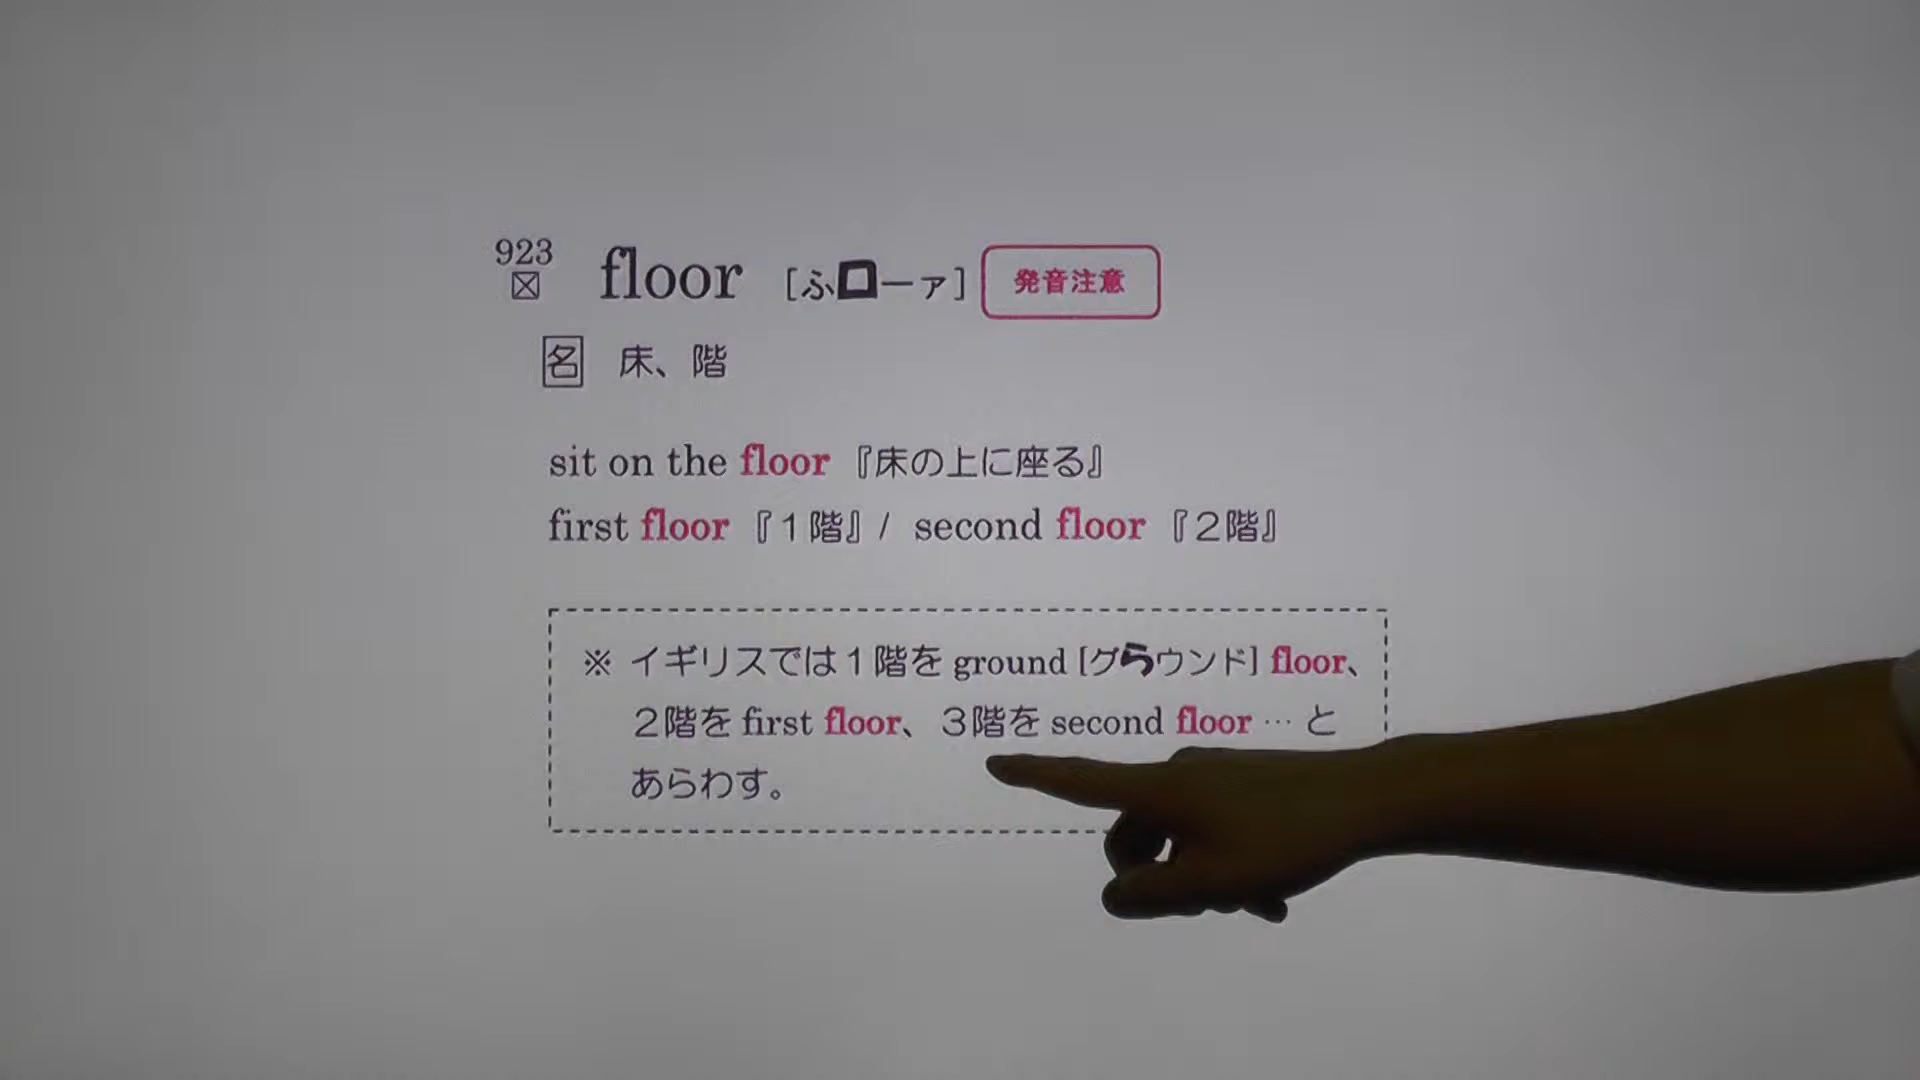 923
floor [ふローァ] 発音注意
名 床、階
sit on the floor『床の上に座る』
first floor『1階』/ second floor『2階』
※ イギリスでは1階を ground [グらウンド] floor、
2階を first floor、3階を second floor … と
あらわす。